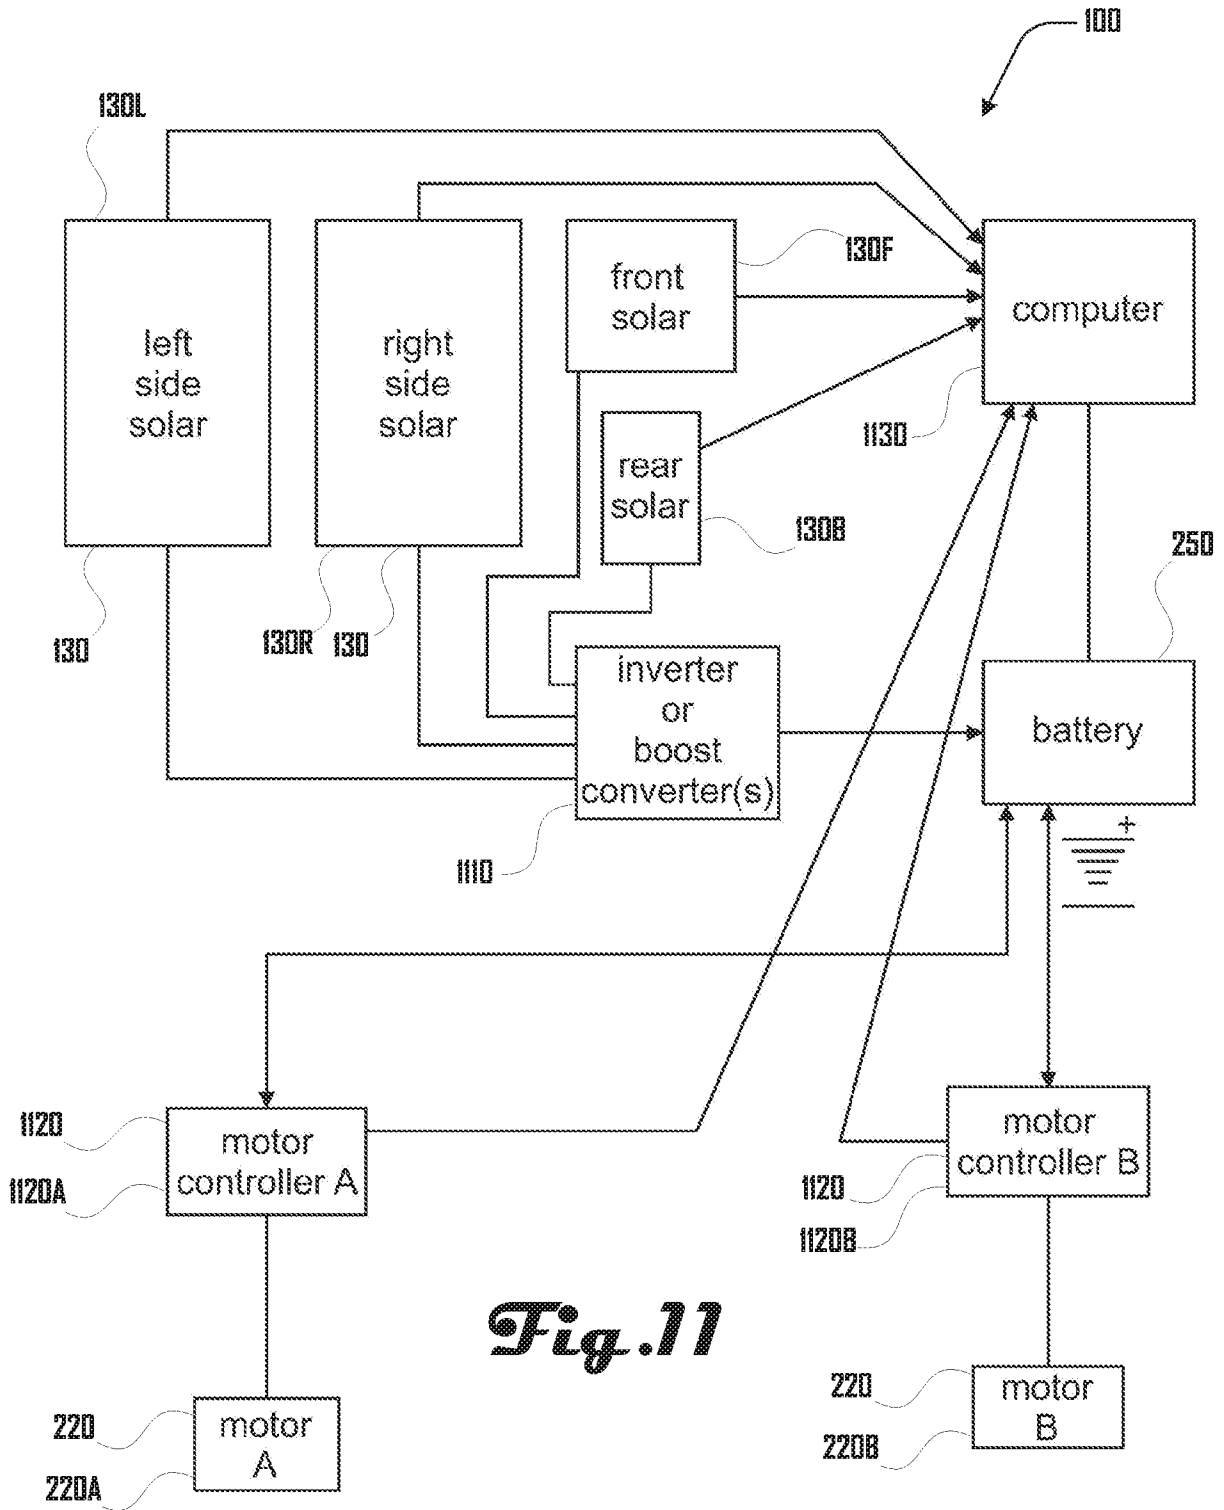 100
130L
left
side
solar
right
side
solar
front
solar
130F
computer
1130
rear
solar
130B
250
130
130R
130
inverter
or
boost
converter(s)
battery
+
1110
1120
motor
controller A
1120A
motor
controller B
1120
1120B
Fig.11
220
motor
A
220A
220
motor
B
220B